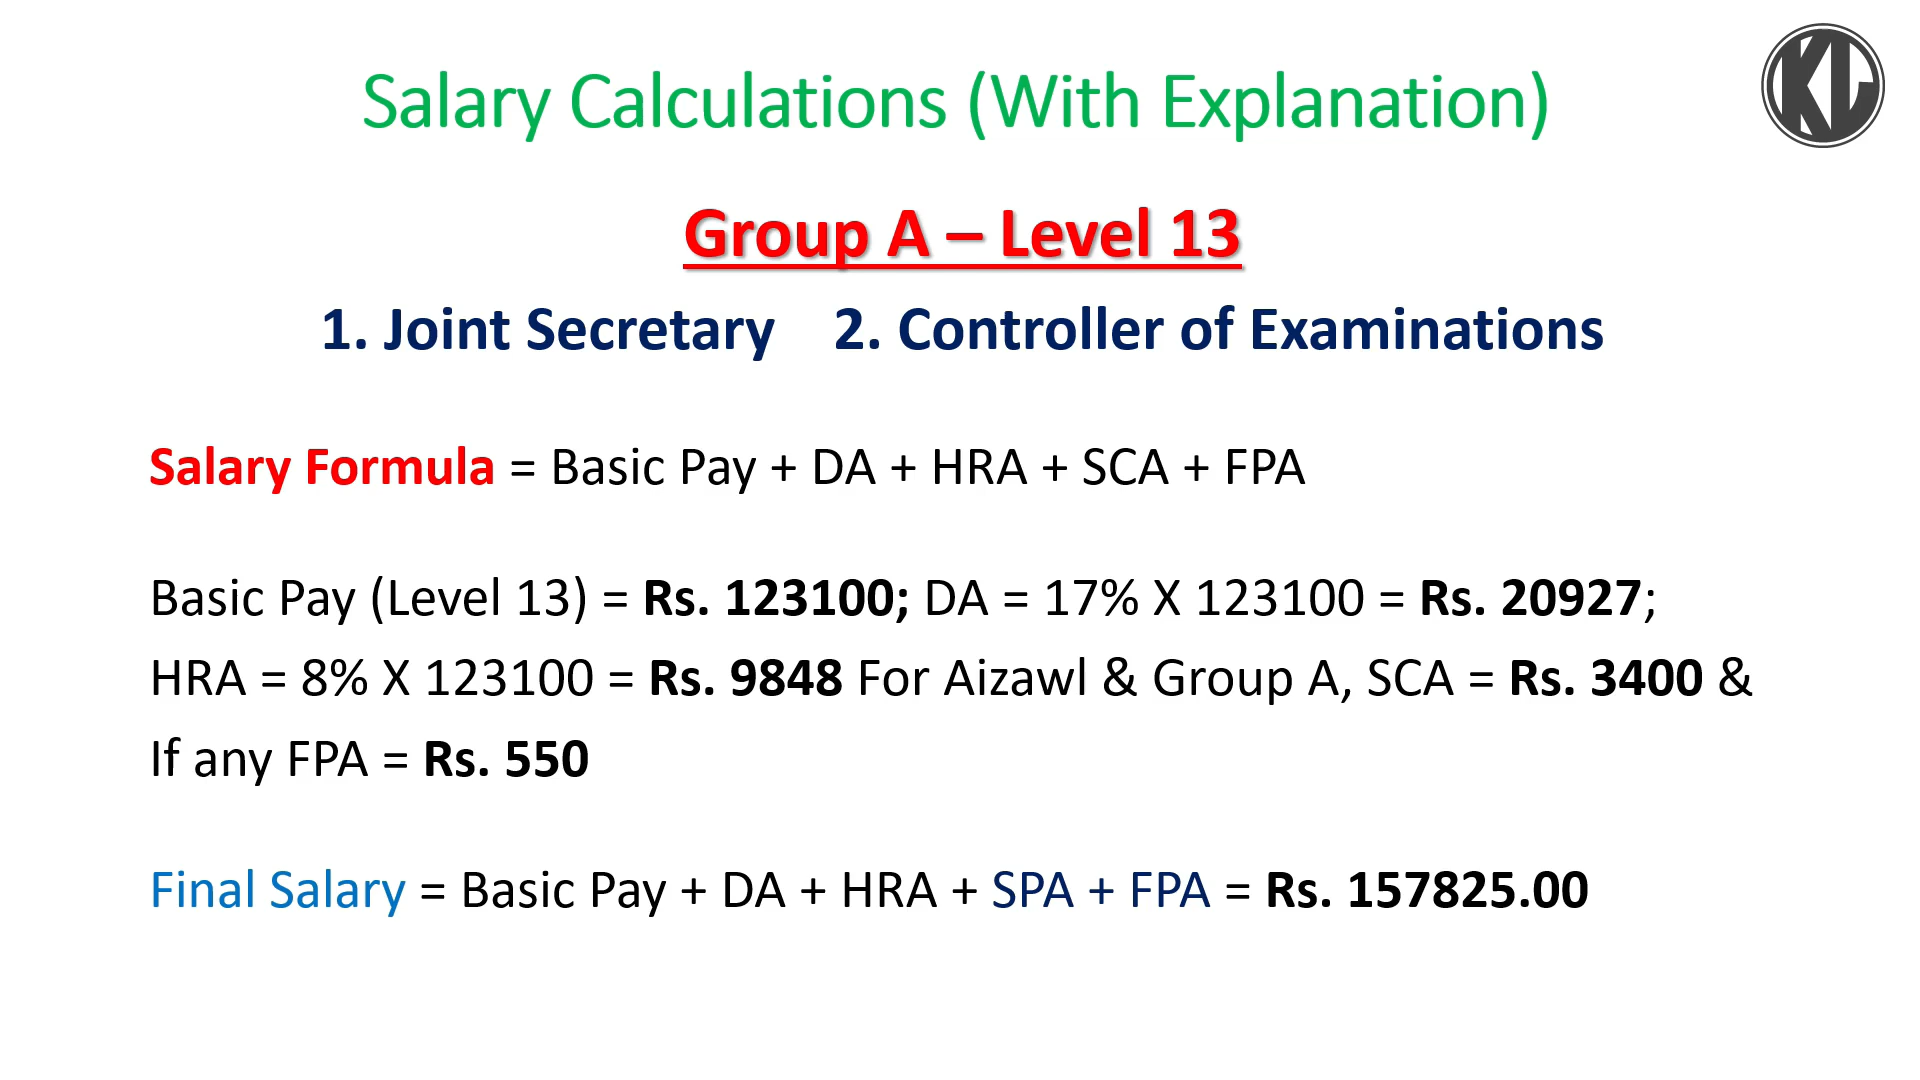 Salary Calculations (With Explanation)
KL
Group A – Level 13
1. Joint Secretary 2. Controller of Examinations
Salary Formula = Basic Pay + DA + HRA + SCA + FPA
Basic Pay (Level 13) = Rs. 123100; DA = 17% X 123100 = Rs. 20927;
HRA = 8% X 123100 = Rs. 9848 For Aizawl & Group A, SCA = Rs. 3400 &
If any FPA = Rs. 550
Final Salary = Basic Pay + DA + HRA + SPA + FPA = Rs. 157825.00